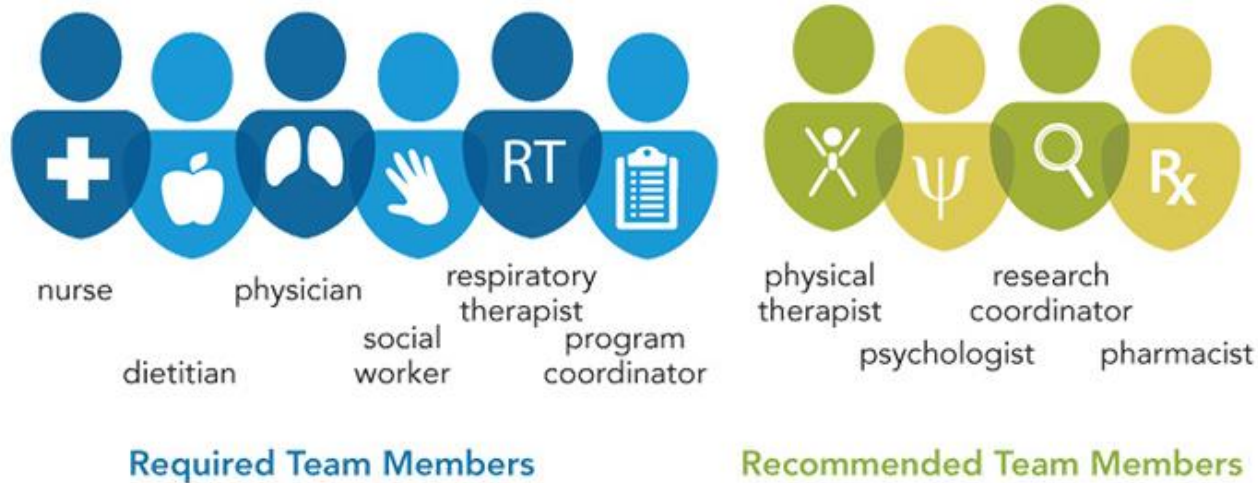 RT
ψ
Rx
nurse
dietitian
physician
social
worker
respiratory
therapist
program
coordinator
physical
therapist
psychologist
research
coordinator
pharmacist
Required Team Members
Recommended Team Members